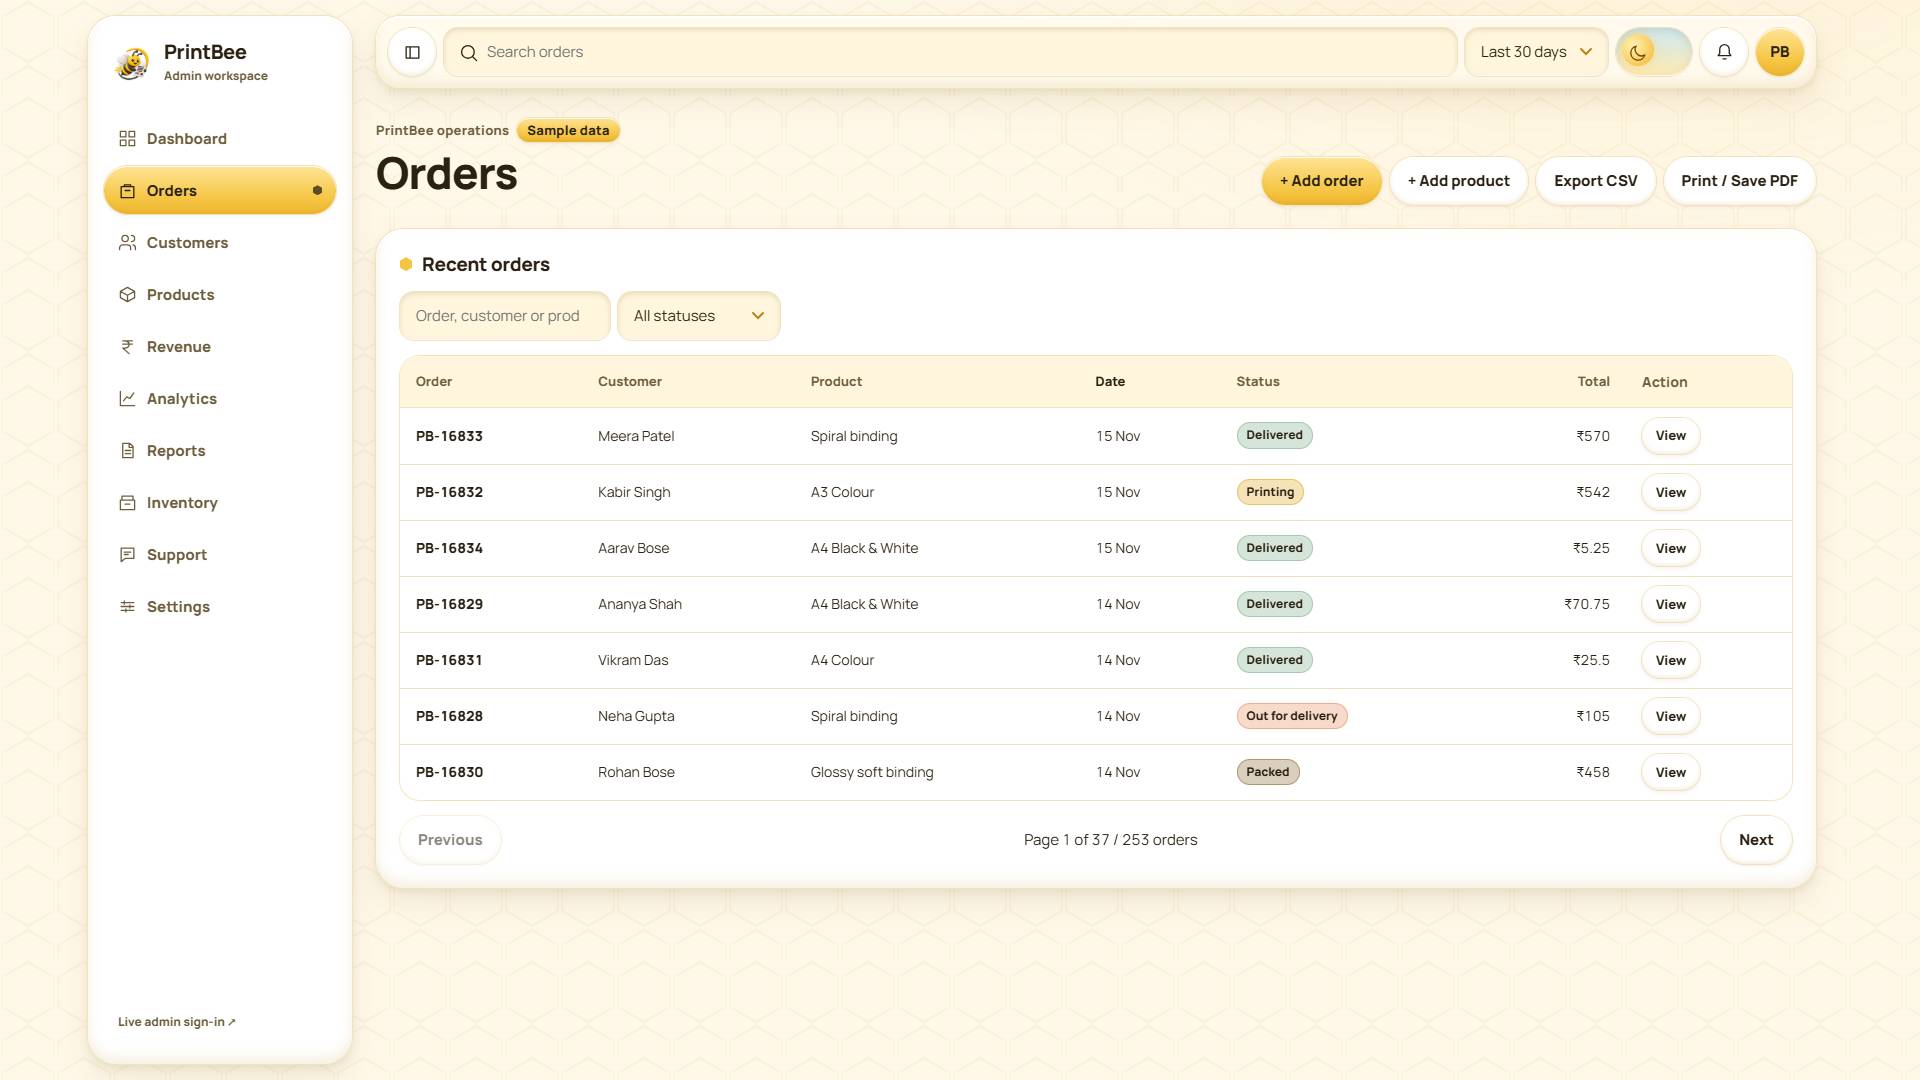 PrintBee
Admin workspace
Dashboard
Orders
Customers
Products
Revenue
Analytics
Reports
Inventory
Support
Settings
Live admin sign-in ↗
Search orders
Last 30 days
PB
PrintBee operations
Sample data
Orders
+ Add order
+ Add product
Export CSV
Print / Save PDF
Recent orders
Order, customer or prod
All statuses
Order Customer Product Date Status Total Action
PB-16833 Meera Patel Spiral binding 15 Nov Delivered ₹570 View
PB-16832 Kabir Singh A3 Colour 15 Nov Printing ₹542 View
PB-16834 Aarav Bose A4 Black & White 15 Nov Delivered ₹5.25 View
PB-16829 Ananya Shah A4 Black & White 14 Nov Delivered ₹70.75 View
PB-16831 Vikram Das A4 Colour 14 Nov Delivered ₹25.5 View
PB-16828 Neha Gupta Spiral binding 14 Nov Out for delivery ₹105 View
PB-16830 Rohan Bose Glossy soft binding 14 Nov Packed ₹458 View
Previous
Page 1 of 37 / 253 orders
Next